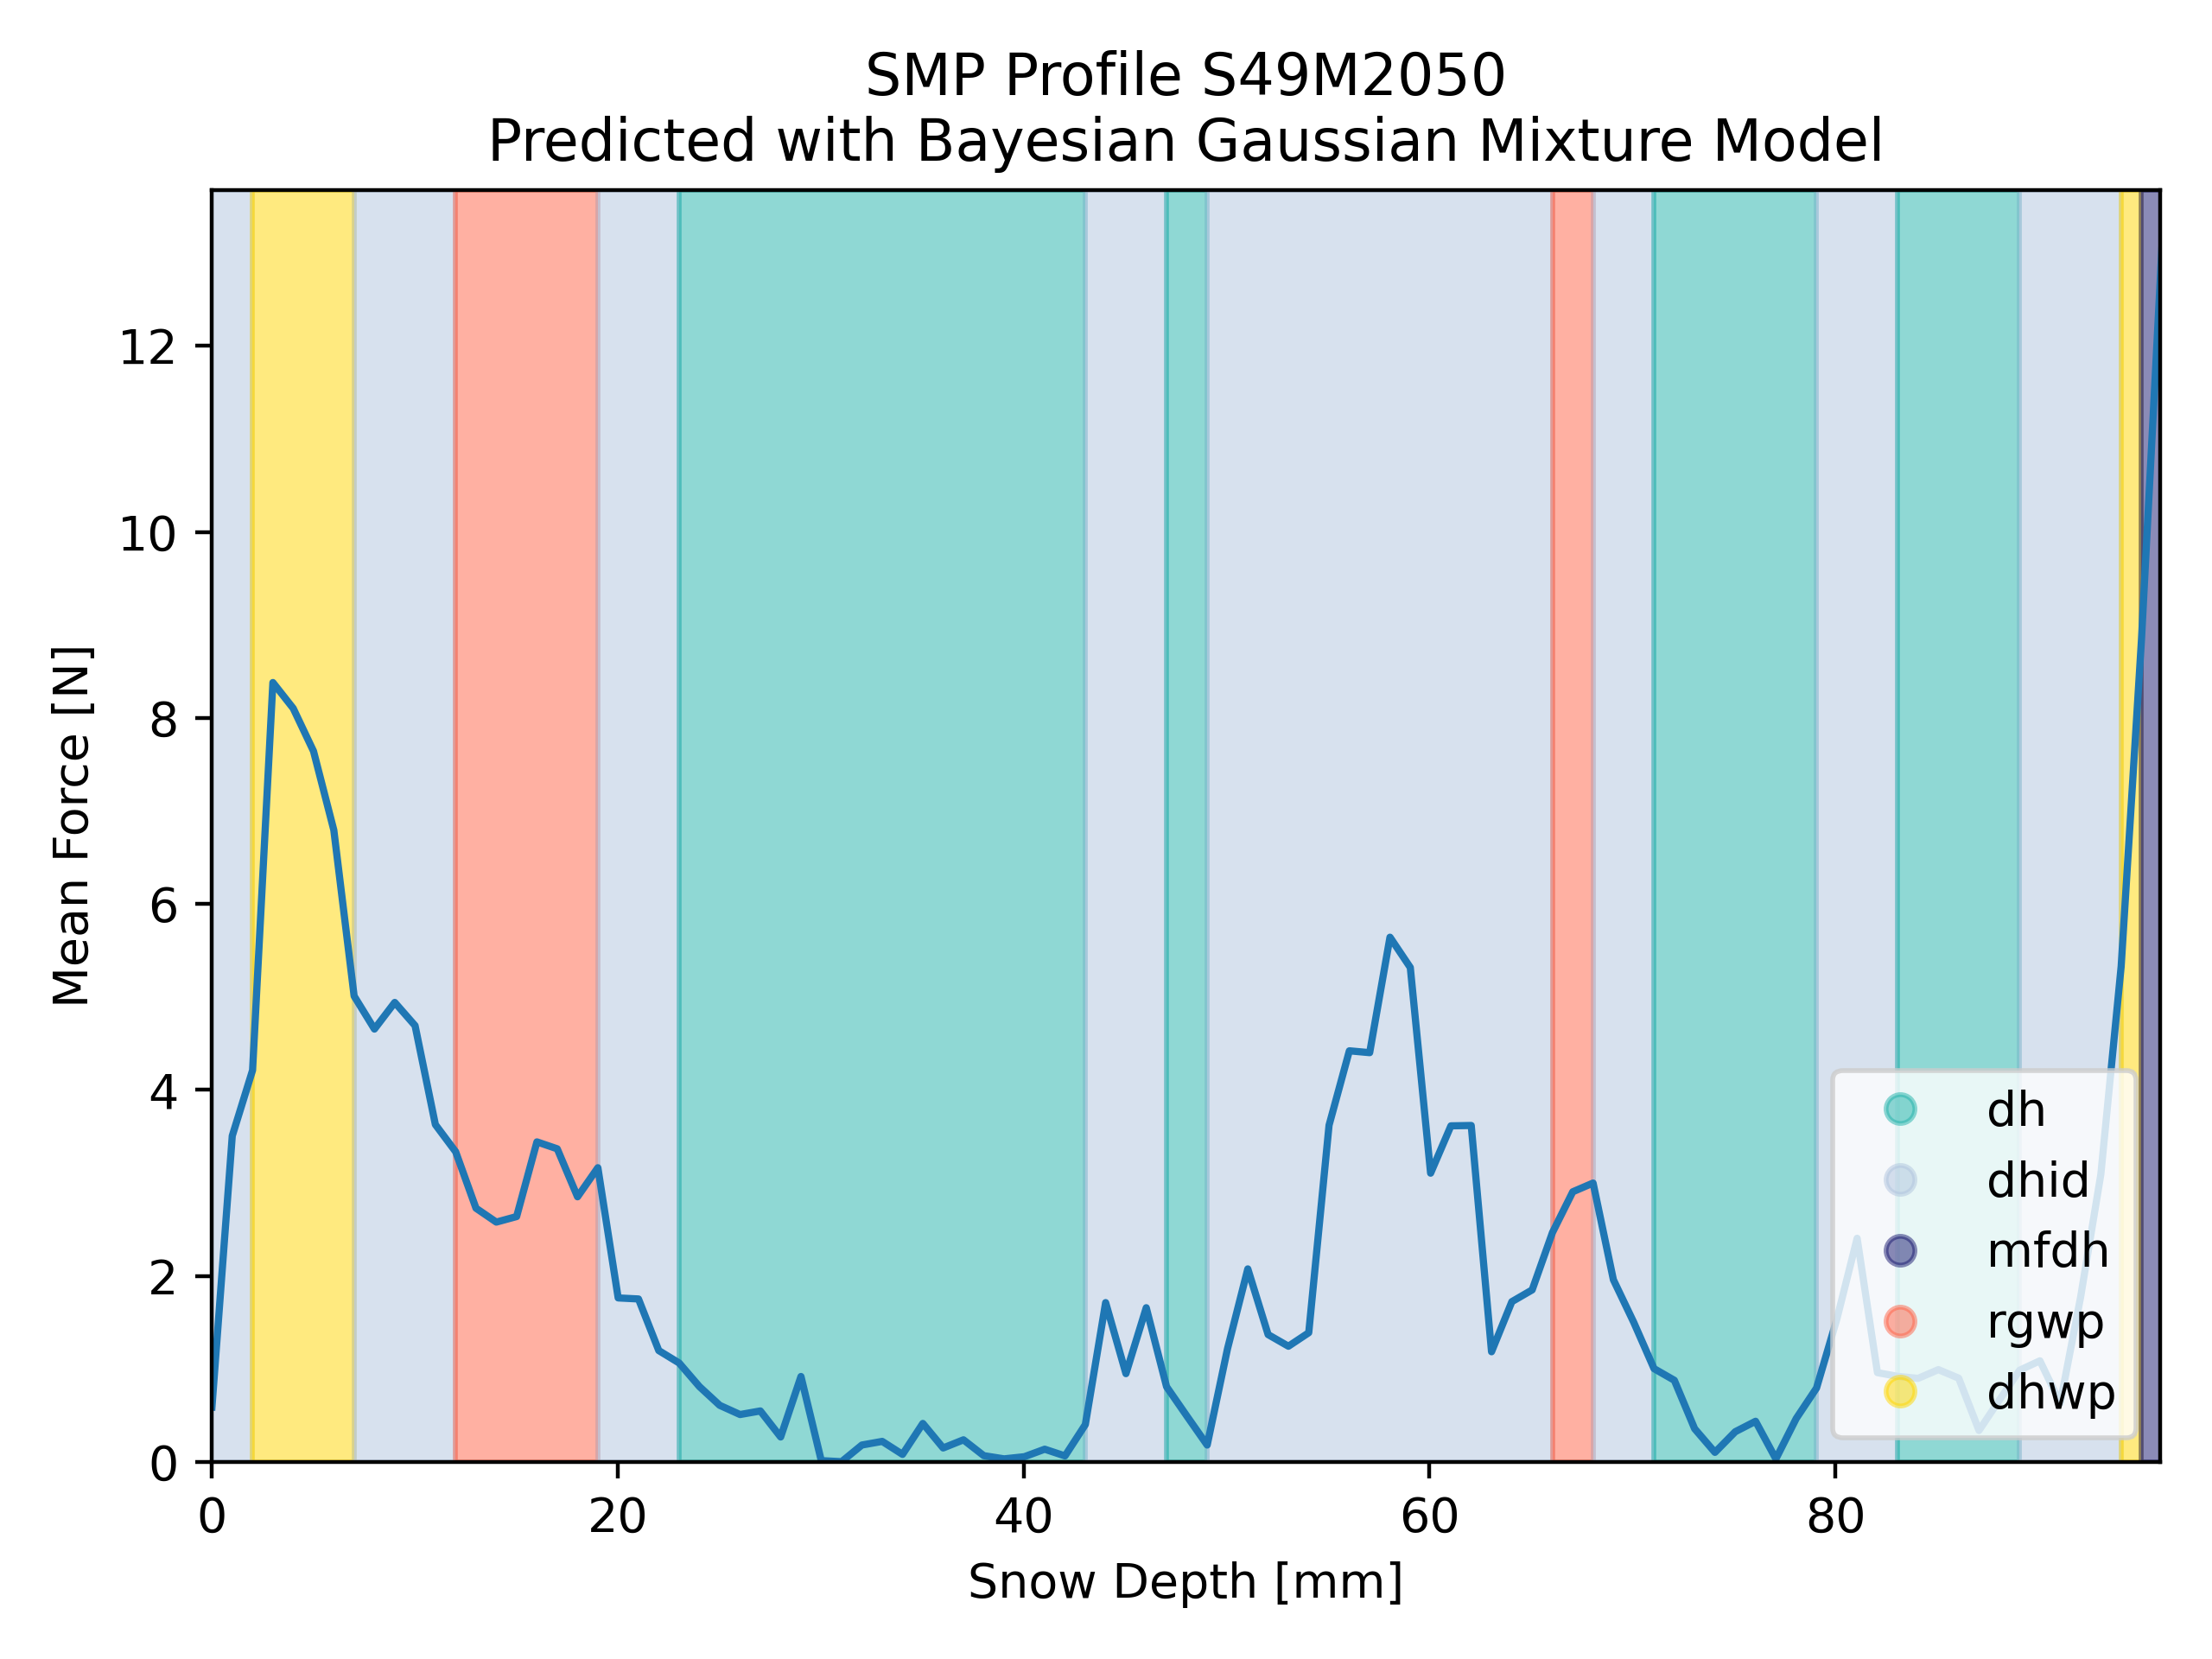 SMP Profile S49M2050
Predicted with Bayesian Gaussian Mixture Model
Mean Force [N]
12
10
8
6
4
2
0
0 20 40 60 80
Snow Depth [mm]
dh
dhid
mfdh
rgwp
dhwp